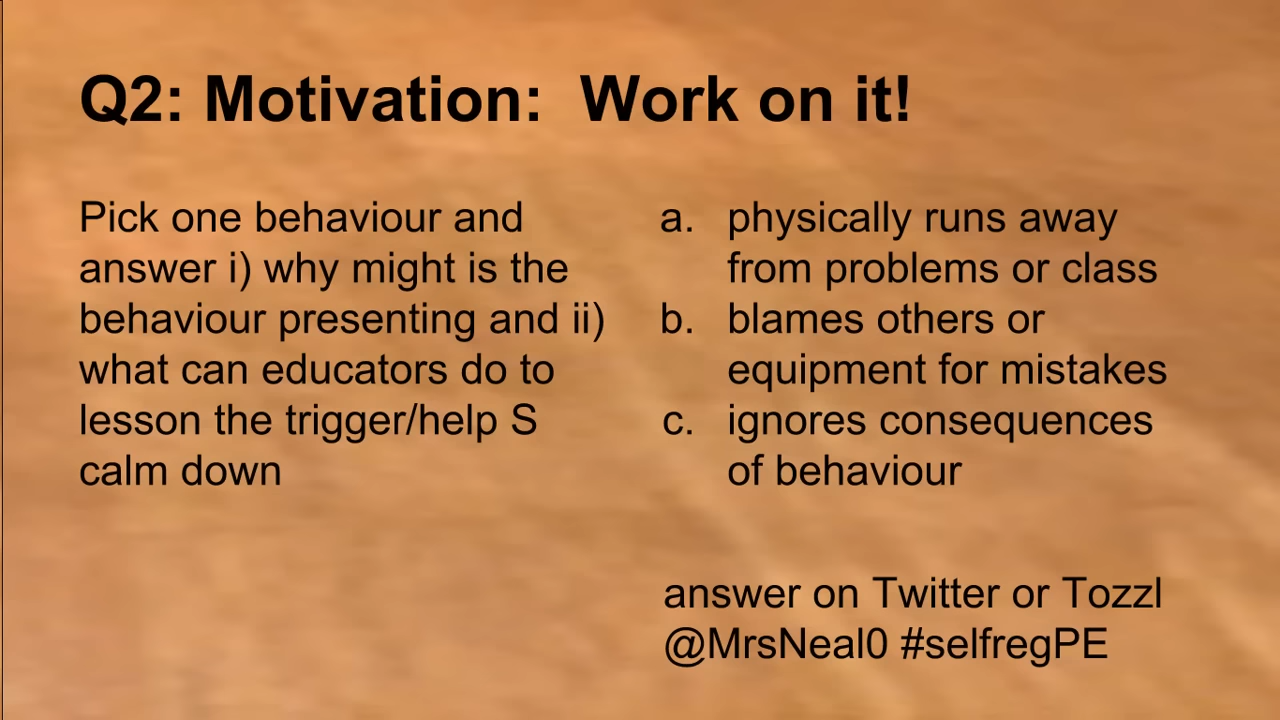 Q2: Motivation:  Work on it!
Pick one behaviour and
answer i) why might is the
behaviour presenting and ii)
what can educators do to
lesson the trigger/help S
calm down
a. physically runs away
from problems or class
b. blames others or
equipment for mistakes
c. ignores consequences
of behaviour
answer on Twitter or Tozzl
@MrsNeal0 #selfregPE